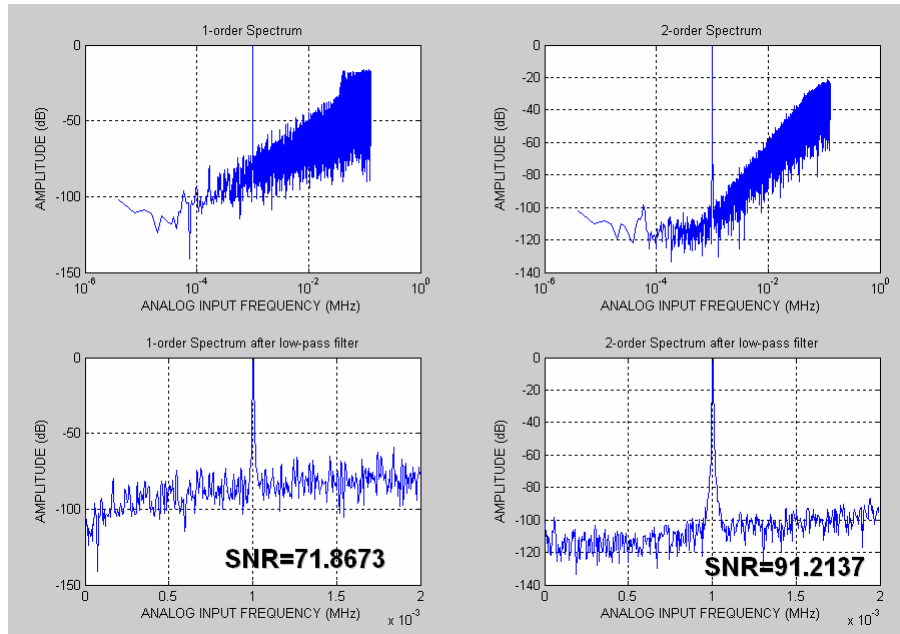 1-order Spectrum
0
-50
-100
-150
AMPLITUDE (dB)
10^-6
10^-4
10^-2
10^0
ANALOG INPUT FREQUENCY (MHz)
2-order Spectrum
0
-20
-40
-60
-80
-100
-120
-140
AMPLITUDE (dB)
10^-6
10^-4
10^-2
10^0
ANALOG INPUT FREQUENCY (MHz)
1-order Spectrum after low-pass filter
0
-50
-100
-150
AMPLITUDE (dB)
SNR=71.8673
0
0.5
1
1.5
2
ANALOG INPUT FREQUENCY (MHz)
x 10^-3
2-order Spectrum after low-pass filter
0
-20
-40
-60
-80
-100
-120
-140
AMPLITUDE (dB)
SNR=91.2137
0
0.5
1
1.5
2
ANALOG INPUT FREQUENCY (MHz)
x 10^-3